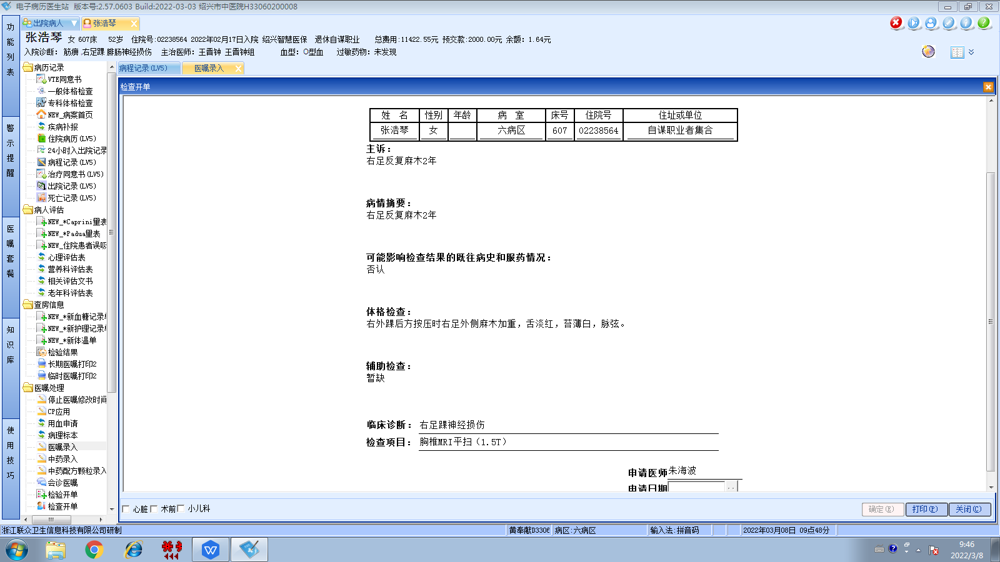 电子病历医生站 版本号:2.57.0603 Build:2022-03-03 绍兴市中医院H33060200008
出院病人 张浩琴
张浩琴 女 607床 52岁 住院号:02238564 2022年02月17日入院 绍兴智慧医保 退休自谋职业 总费用:11422.55元 预交款:2000.00元 余额: 1.64元
入院诊断: 筋痹 ,右足踝 腓肠神经损伤 主治医师: 王晋钟 王晋钟组 血型: O型血 过敏药物: 未发现
功能列表
警示提醒
医嘱套餐
知识库
使用技巧
病历记录
VTE同意书
一般体格检查
专科体格检查
NEW_病案首页
疾病补报
住院病历(LV5)
24小时入出院记录
病程记录(LV5)
治疗同意书(LV5)
出院记录(LV5)
死亡记录(LV5)
病人评估
NEW_*Caprini量表
NEW_*Padua量表
NEW_住院患者误吸
心理评估表
营养科评估表
相关评估文书
老年科评估表
查房信息
NEW_*新血糖记录单
NEW_*新护理记录单
NEW_*新体温单
检验结果
长期医嘱打印2
临时医嘱打印2
医嘱处理
停止医嘱修改时间
CP应用
用血申请
病理标本
医嘱录入
中药录入
中药配方颗粒录入
会诊医嘱
检验开单
检查开单
病程记录(LV5) 医嘱录入
检查开单
姓 名 性别 年龄 病 室 床号 住院号 住址或单位
张浩琴 女 六病区 607 02238564 自谋职业者集合
主诉：
右足反复麻木2年
病情摘要：
右足反复麻木2年
可能影响检查结果的既往病史和服药情况：
否认
体格检查：
右外踝后方按压时右足外侧麻木加重，舌淡红，苔薄白，脉弦。
辅助检查：
暂缺
临床诊断： 右足踝神经损伤
检查项目： 胸椎MRI平扫（1.5T）
申请医师 朱海波
申请日期 ..
心脏 术前 小儿科 确定(E) 打印(P) 关闭(C)
浙江联众卫生信息科技有限公司研制 黄奉献D3306 病区:六病区 输入法:拼音码 2022年03月08日 09点48分
9:46
2022/3/8